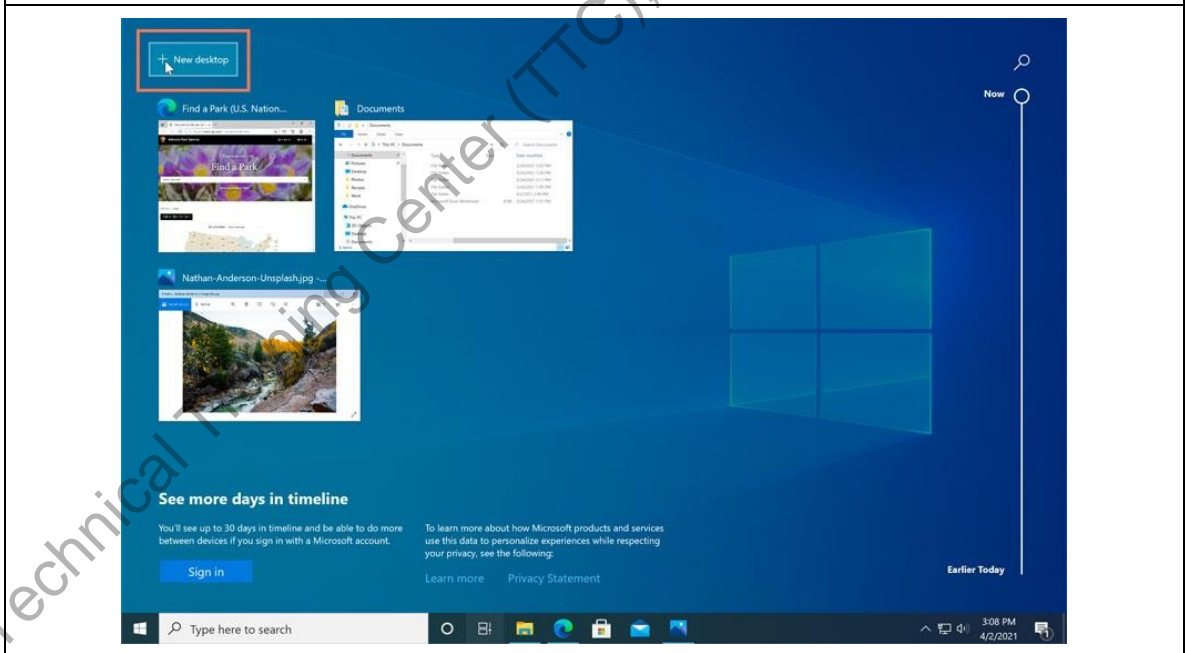 Technical Training Center (TTC),
New desktop
Now
Find a Park (U.S. Nation...
Documents
Find a Park
Nathan-Anderson-Unsplash.jpg -...
See more days in timeline
You'll see up to 30 days in timeline and be able to do more
between devices if you sign in with a Microsoft account.
To learn more about how Microsoft products and services
use this data to personalize experiences while respecting
your privacy, see the following:
Sign in
Learn more Privacy Statement
Earlier Today
Type here to search
3:08 PM
4/2/2021